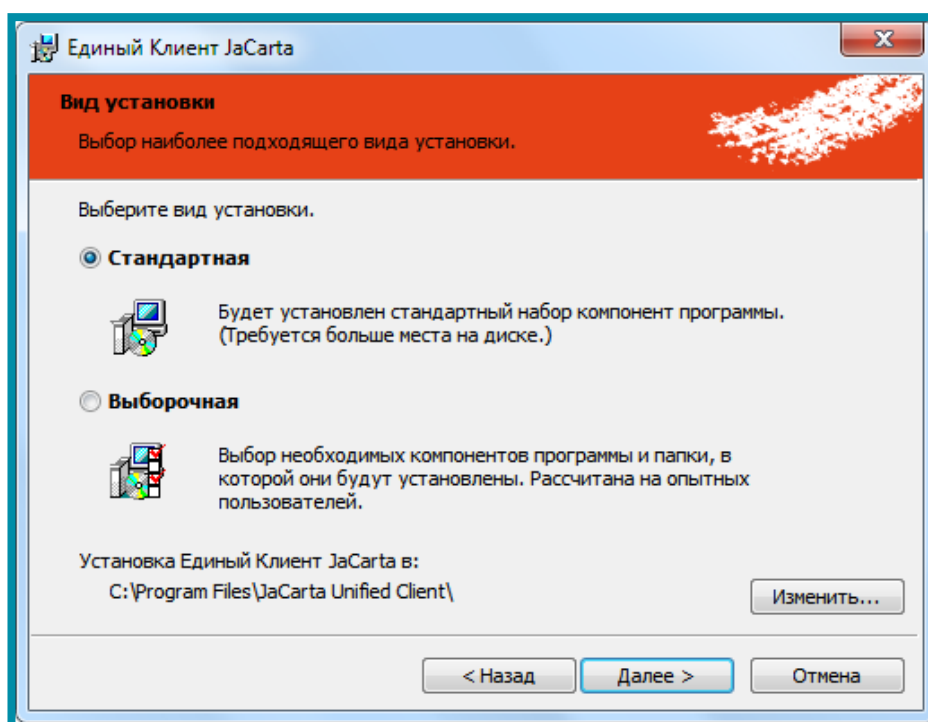 Единый Клиент JaCarta
Вид установки
Выбор наиболее подходящего вида установки.
Выберите вид установки.
Стандартная
Будет установлен стандартный набор компонент программы.
(Требуется больше места на диске.)
Выборочная
Выбор необходимых компонентов программы и папки, в
которой они будут установлены. Рассчитана на опытных
пользователей.
Установка Единый Клиент JaCarta в:
C:\Program Files\JaCarta Unified Client\
Изменить...
< Назад
Далее >
Отмена